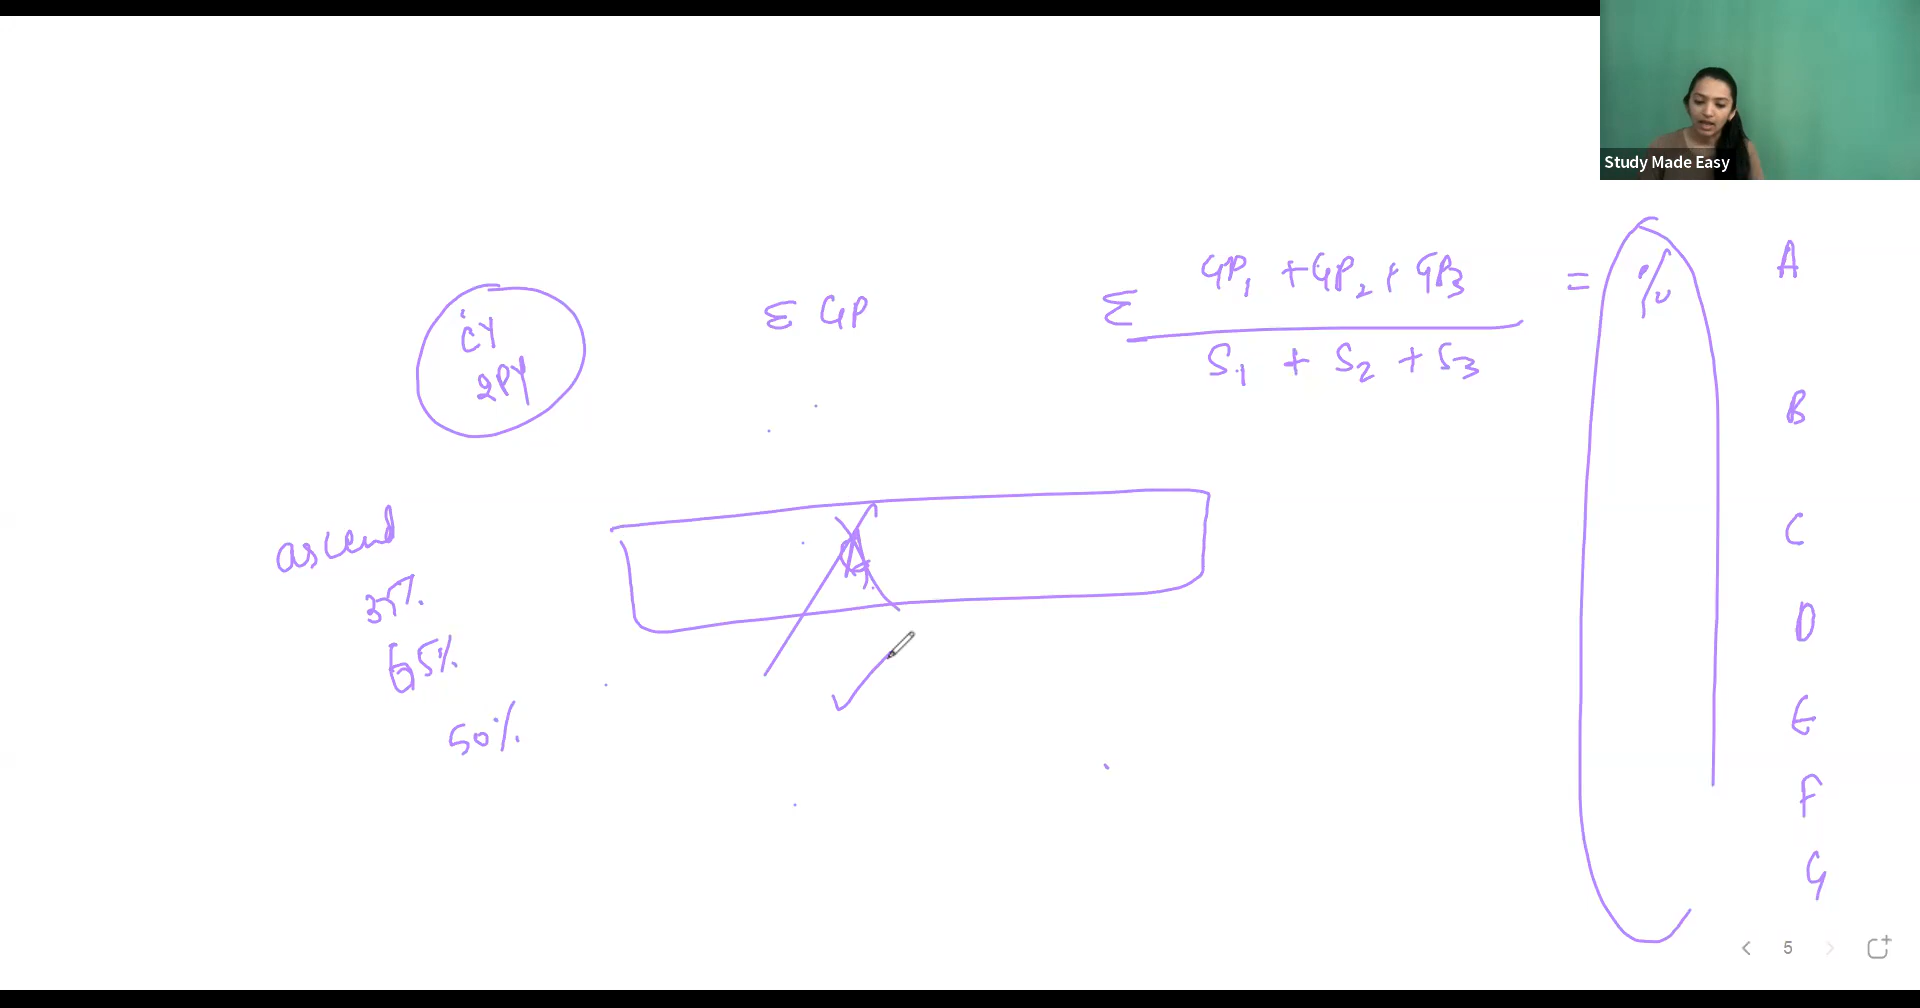 Study Made Easy
CY
2PY
Σ GP
Σ
GP1 + GP2 + GP3
S1 + S2 + S3
= %
A
B
C
D
E
F
G
ascend
35%
65%
50%
5